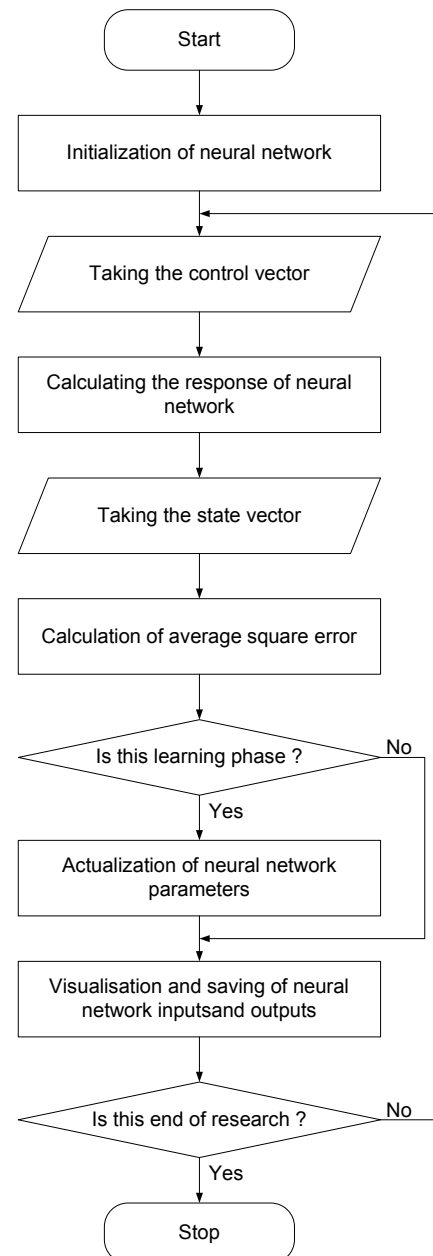 Start
Initialization of neural network
Taking the control vector
Calculating the response of neural
network
Taking the state vector
Calculation of average square error
Is this learning phase ?
No
Yes
Actualization of neural network
parameters
Visualisation and saving of neural
network inputsand outputs
Is this end of research ?
No
Yes
Stop